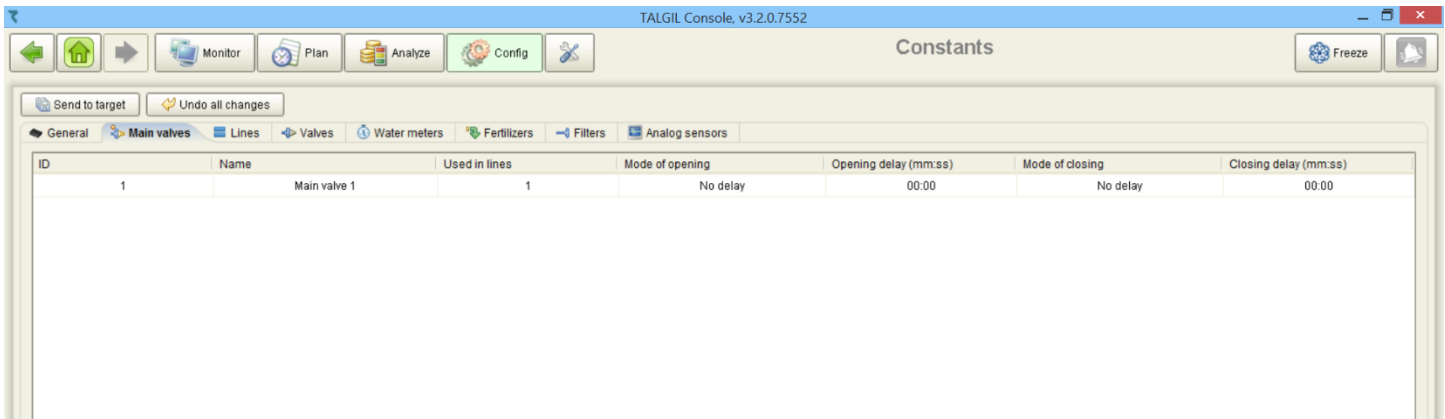 TALGIL Console, v3.2.0.7552
Monitor Plan Analyze Config Constants Freeze
Send to target Undo all changes
General Main valves Lines Valves Water meters Fertilizers Filters Analog sensors
ID Name Used in lines Mode of opening Opening delay (mm:ss) Mode of closing Closing delay (mm:ss)
1 Main valve 1 1 No delay 00:00 No delay 00:00